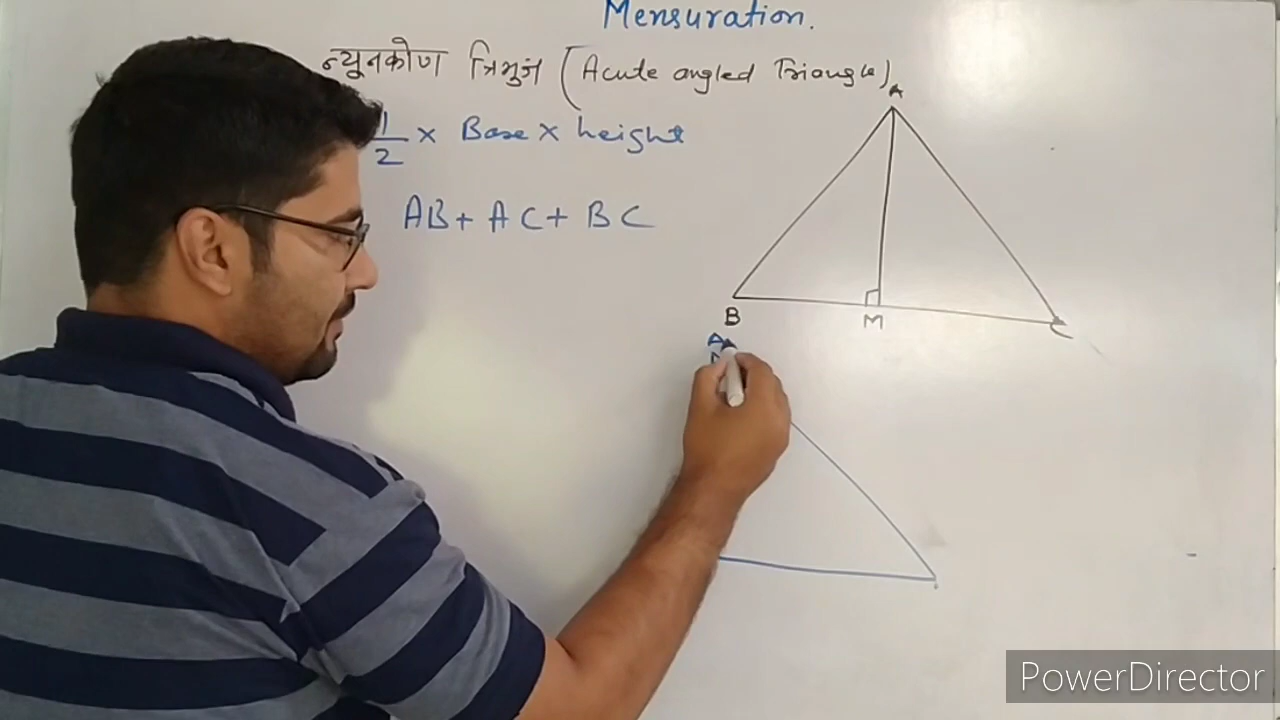 Mensuration.
न्यूनकोण त्रिभुज (Acute angled Triangle)
A
1/2 × Base × height
AB + AC + BC
B
M
C
A
PowerDirector